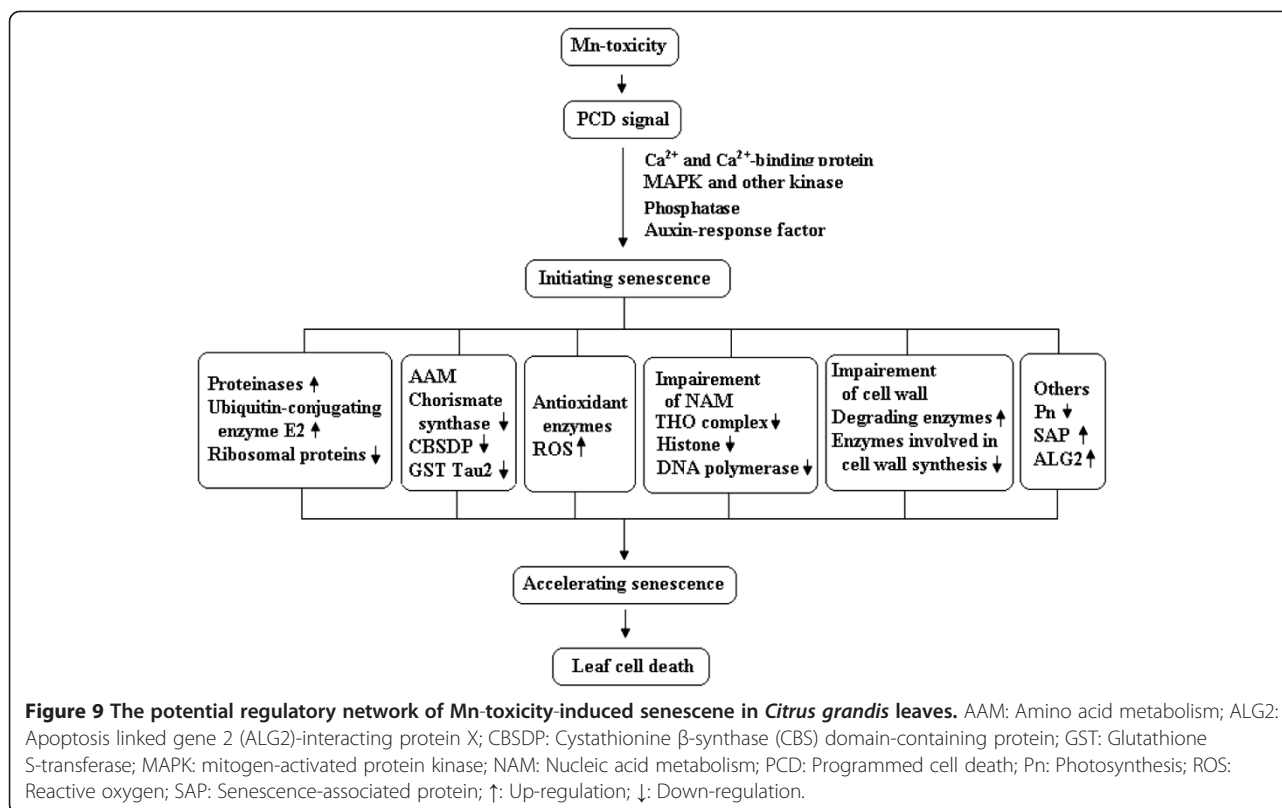 Mn-toxicity
PCD signal
Ca²⁺ and Ca²⁺-binding protein
MAPK and other kinase
Phosphatase
Auxin-response factor
Initiating senescence
Proteinases ↑
Ubiquitin-conjugating
enzyme E2 ↑
Ribosomal proteins ↓
AAM
Chorismate
synthase ↓
CBSDP ↓
GST Tau2 ↓
Antioxidant
enzymes
ROS ↑
Impairement
of NAM
THO complex ↓
Histone ↓
DNA polymerase ↓
Impairement
of cell wall
Degrading enzymes ↑
Enzymes involved in
cell wall synthesis ↓
Others
Pn ↓
SAP ↑
ALG2 ↑
Accelerating senescence
Leaf cell death
Figure 9 The potential regulatory network of Mn-toxicity-induced senescene in Citrus grandis leaves. AAM: Amino acid metabolism; ALG2:
Apoptosis linked gene 2 (ALG2)-interacting protein X; CBSDP: Cystathionine β-synthase (CBS) domain-containing protein; GST: Glutathione
S-transferase; MAPK: mitogen-activated protein kinase; NAM: Nucleic acid metabolism; PCD: Programmed cell death; Pn: Photosynthesis; ROS:
Reactive oxygen; SAP: Senescence-associated protein; ↑: Up-regulation; ↓: Down-regulation.